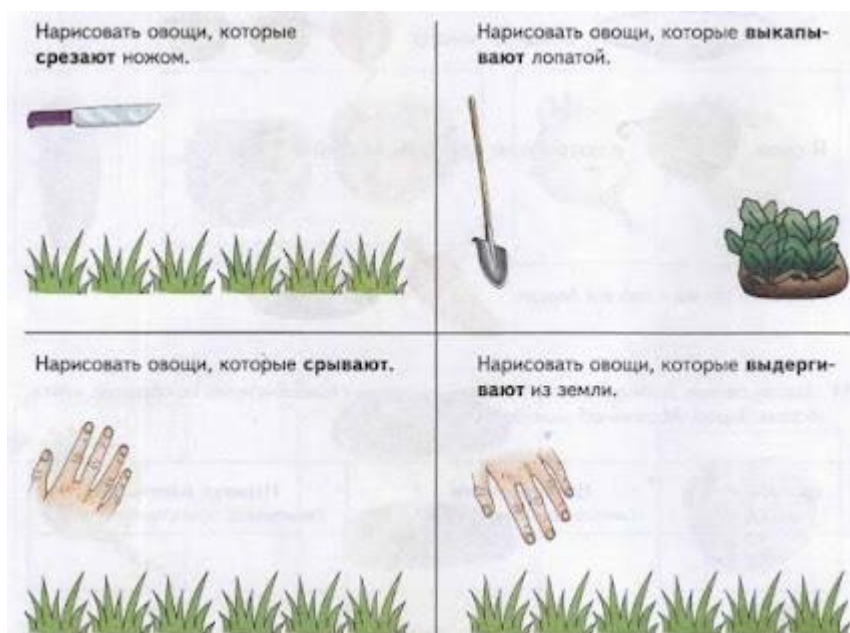 Нарисовать овощи, которые
срезают ножом.
Нарисовать овощи, которые выкапы-
вают лопатой.
Нарисовать овощи, которые срывают.
Нарисовать овощи, которые выдерги-
вают из земли.